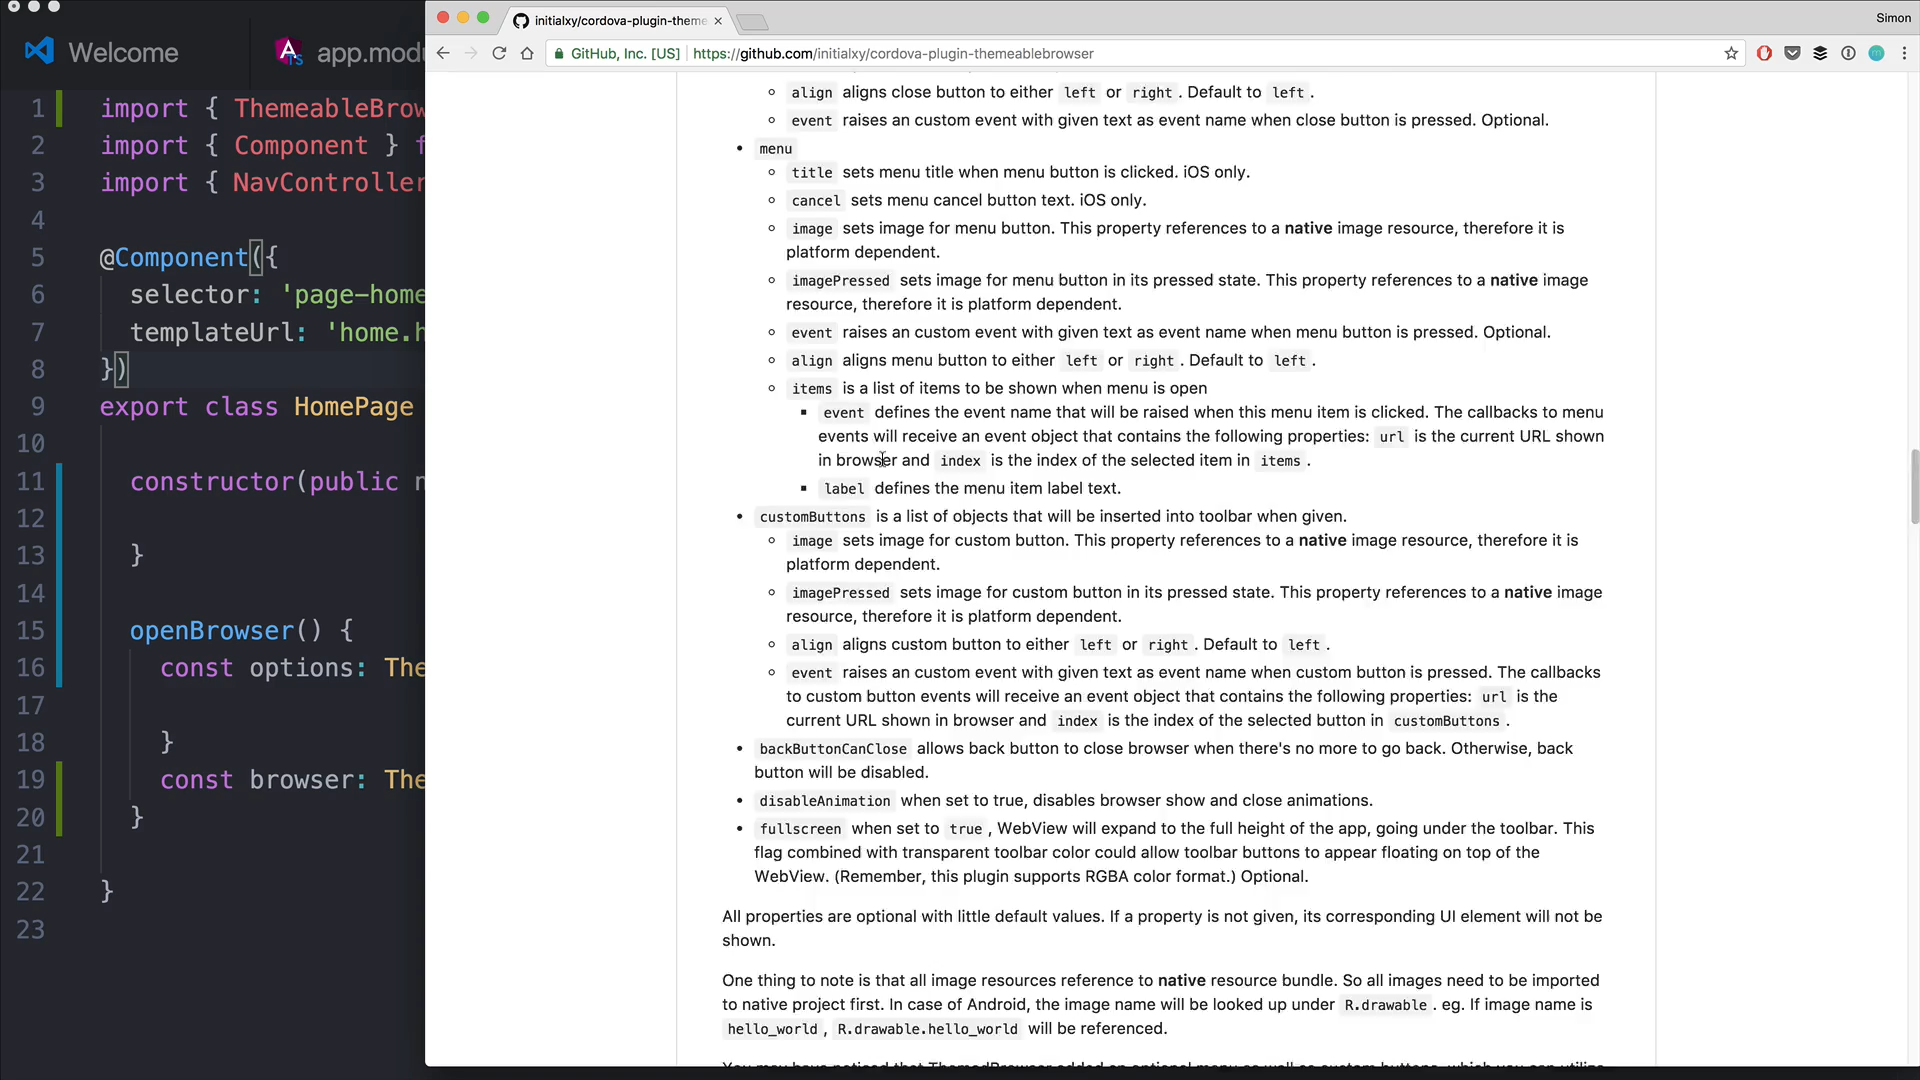 Welcome
app.modu
1 import { ThemeableBrow
2 import { Component } f
3 import { NavController
4
5 @Component({
6 selector: 'page-home
7 templateUrl: 'home.h
8 })
9 export class HomePage
10
11 constructor(public n
12
13 }
14
15 openBrowser() {
16 const options: The
17
18 }
19 const browser: The
20 }
21
22 }
23
initialxy/cordova-plugin-theme
Simon
GitHub, Inc. [US] https://github.com/initialxy/cordova-plugin-themeablebrowser
align aligns close button to either left or right. Default to left.
event raises an custom event with given text as event name when close button is pressed. Optional.
menu
title sets menu title when menu button is clicked. iOS only.
cancel sets menu cancel button text. iOS only.
image sets image for menu button. This property references to a native image resource, therefore it is
platform dependent.
imagePressed sets image for menu button in its pressed state. This property references to a native image
resource, therefore it is platform dependent.
event raises an custom event with given text as event name when menu button is pressed. Optional.
align aligns menu button to either left or right. Default to left.
items is a list of items to be shown when menu is open
event defines the event name that will be raised when this menu item is clicked. The callbacks to menu
events will receive an event object that contains the following properties: url is the current URL shown
in browser and index is the index of the selected item in items.
label defines the menu item label text.
customButtons is a list of objects that will be inserted into toolbar when given.
image sets image for custom button. This property references to a native image resource, therefore it is
platform dependent.
imagePressed sets image for custom button in its pressed state. This property references to a native image
resource, therefore it is platform dependent.
align aligns custom button to either left or right. Default to left.
event raises an custom event with given text as event name when custom button is pressed. The callbacks
to custom button events will receive an event object that contains the following properties: url is the
current URL shown in browser and index is the index of the selected button in customButtons.
backButtonCanClose allows back button to close browser when there's no more to go back. Otherwise, back
button will be disabled.
disableAnimation when set to true, disables browser show and close animations.
fullscreen when set to true, WebView will expand to the full height of the app, going under the toolbar. This
flag combined with transparent toolbar color could allow toolbar buttons to appear floating on top of the
WebView. (Remember, this plugin supports RGBA color format.) Optional.
All properties are optional with little default values. If a property is not given, its corresponding UI element will not be
shown.
One thing to note is that all image resources reference to native resource bundle. So all images need to be imported
to native project first. In case of Android, the image name will be looked up under R.drawable. eg. If image name is
hello_world, R.drawable.hello_world will be referenced.